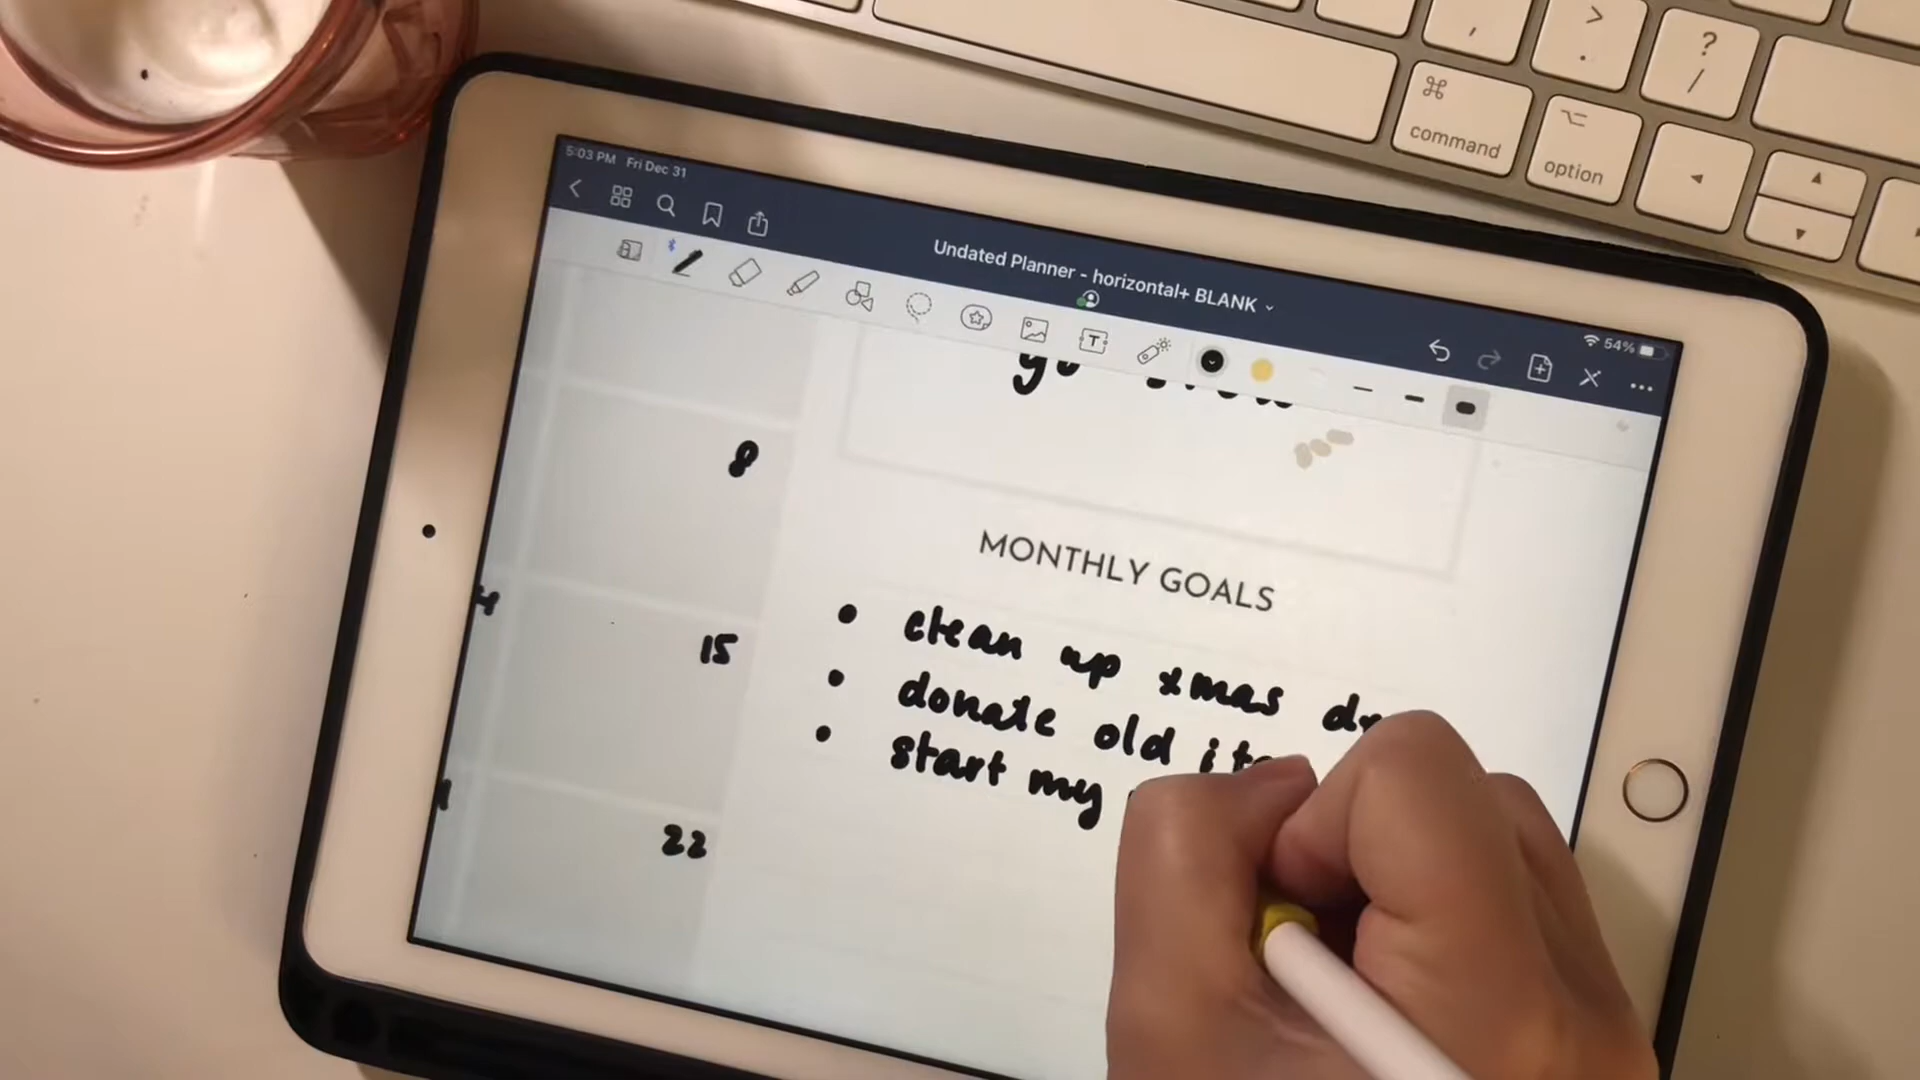 , > .
? /
⌘ command
⌥ option
5:03 PM Fri Dec 31
Undated Planner - horizontal+ BLANK
54%
T
8
MONTHLY GOALS
• clean up xmas
15
• donate old
• start my
22